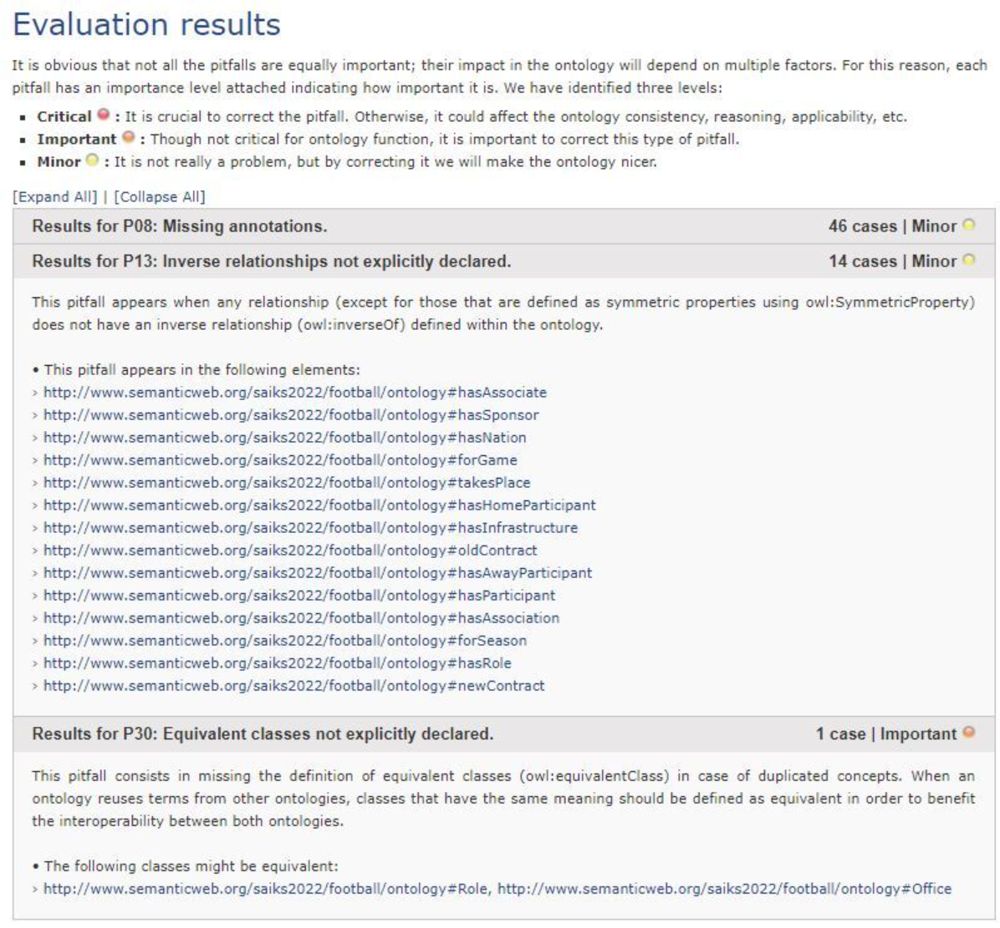 Evaluation results
It is obvious that not all the pitfalls are equally important; their impact in the ontology will depend on multiple factors. For this reason, each
pitfall has an importance level attached indicating how important it is. We have identified three levels:
▪ Critical : It is crucial to correct the pitfall. Otherwise, it could affect the ontology consistency, reasoning, applicability, etc.
▪ Important : Though not critical for ontology function, it is important to correct this type of pitfall.
▪ Minor : It is not really a problem, but by correcting it we will make the ontology nicer.
[Expand All] | [Collapse All]
Results for P08: Missing annotations. 46 cases | Minor
Results for P13: Inverse relationships not explicitly declared. 14 cases | Minor
This pitfall appears when any relationship (except for those that are defined as symmetric properties using owl:SymmetricProperty)
does not have an inverse relationship (owl:inverseOf) defined within the ontology.
• This pitfall appears in the following elements:
› http://www.semanticweb.org/saiks2022/football/ontology#hasAssociate
› http://www.semanticweb.org/saiks2022/football/ontology#hasSponsor
› http://www.semanticweb.org/saiks2022/football/ontology#hasNation
› http://www.semanticweb.org/saiks2022/football/ontology#forGame
› http://www.semanticweb.org/saiks2022/football/ontology#takesPlace
› http://www.semanticweb.org/saiks2022/football/ontology#hasHomeParticipant
› http://www.semanticweb.org/saiks2022/football/ontology#hasInfrastructure
› http://www.semanticweb.org/saiks2022/football/ontology#oldContract
› http://www.semanticweb.org/saiks2022/football/ontology#hasAwayParticipant
› http://www.semanticweb.org/saiks2022/football/ontology#hasParticipant
› http://www.semanticweb.org/saiks2022/football/ontology#hasAssociation
› http://www.semanticweb.org/saiks2022/football/ontology#forSeason
› http://www.semanticweb.org/saiks2022/football/ontology#hasRole
› http://www.semanticweb.org/saiks2022/football/ontology#newContract
Results for P30: Equivalent classes not explicitly declared. 1 case | Important
This pitfall consists in missing the definition of equivalent classes (owl:equivalentClass) in case of duplicated concepts. When an
ontology reuses terms from other ontologies, classes that have the same meaning should be defined as equivalent in order to benefit
the interoperability between both ontologies.
• The following classes might be equivalent:
› http://www.semanticweb.org/saiks2022/football/ontology#Role, http://www.semanticweb.org/saiks2022/football/ontology#Office